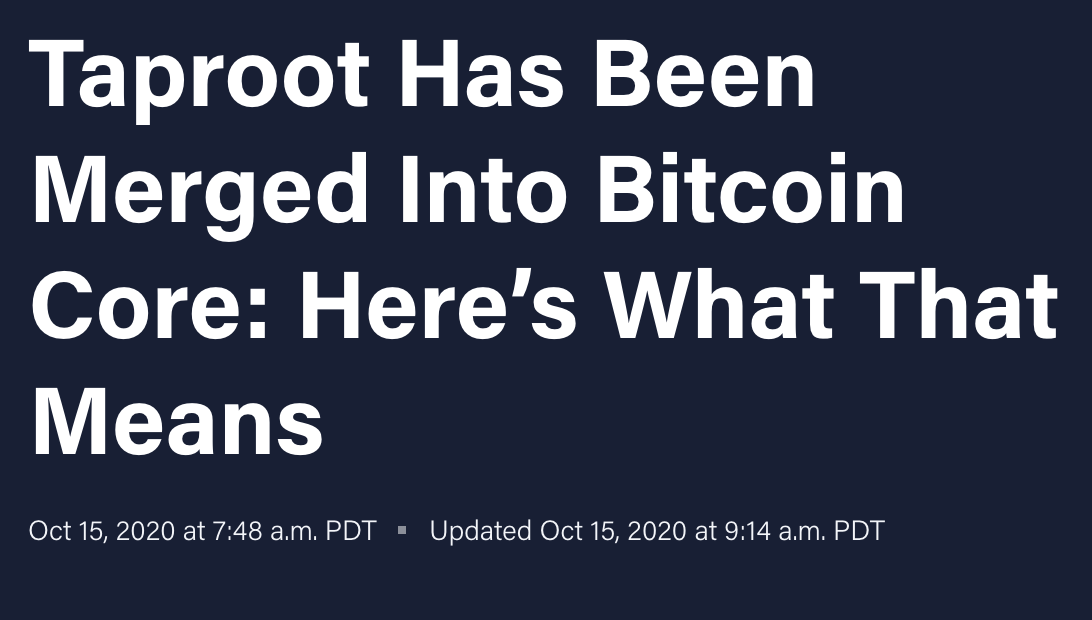 Taproot Has Been
Merged Into Bitcoin
Core: Here’s What That
Means
Oct 15, 2020 at 7:48 a.m. PDT ▪ Updated Oct 15, 2020 at 9:14 a.m. PDT